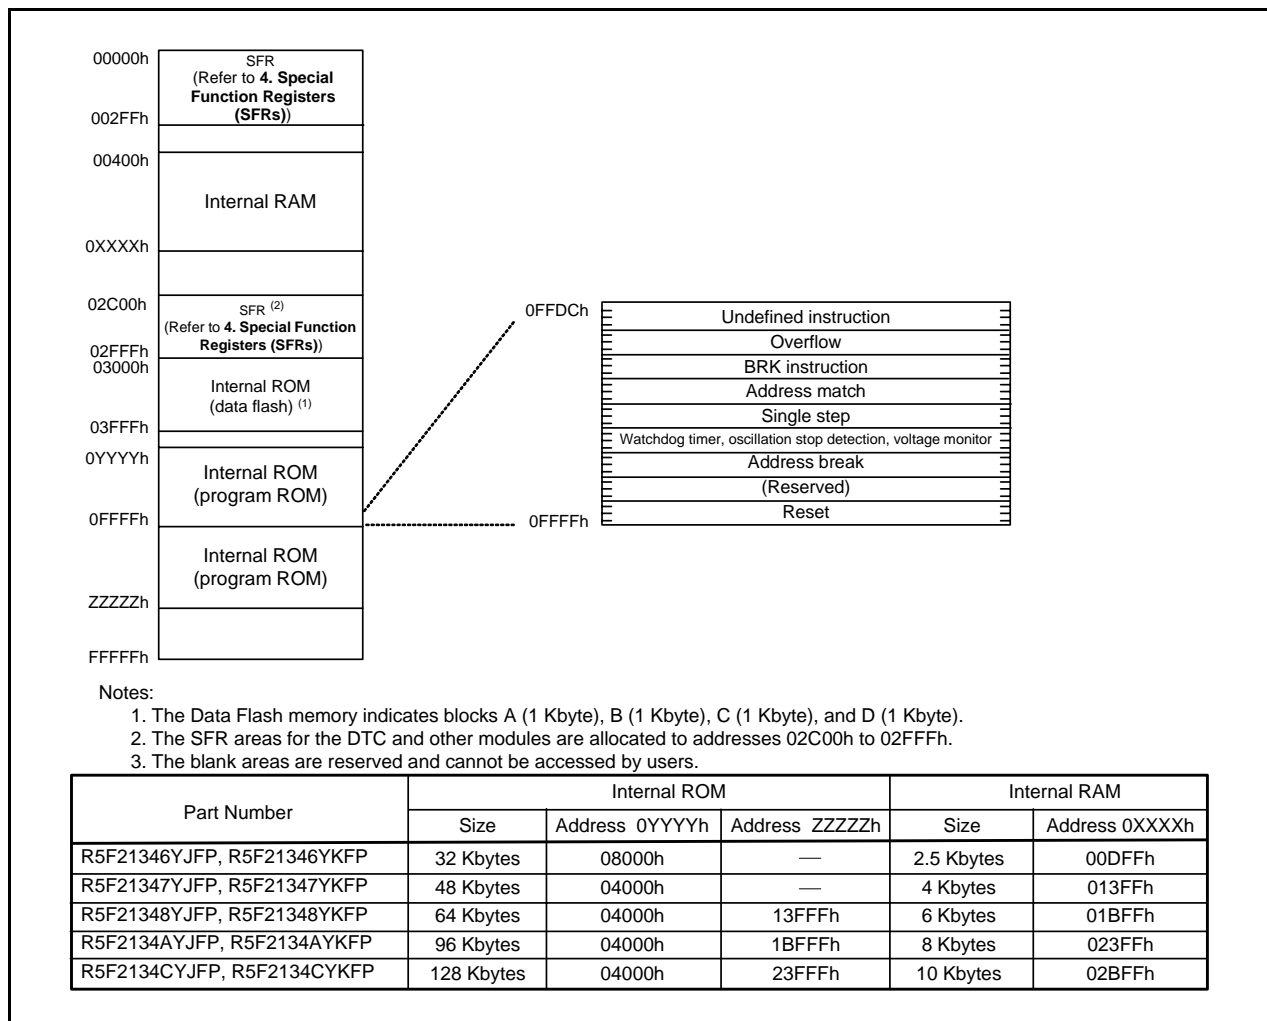 00000h
SFR
(Refer to 4. Special
Function Registers
(SFRs))
002FFh
00400h
Internal RAM
0XXXXh
02C00h
SFR (2)
(Refer to 4. Special Function
Registers (SFRs))
02FFFh
03000h
Internal ROM
(data flash) (1)
03FFFh
0YYYYh
Internal ROM
(program ROM)
0FFFFh
Internal ROM
(program ROM)
ZZZZZh
FFFFFh
0FFDCh
Undefined instruction
Overflow
BRK instruction
Address match
Single step
Watchdog timer, oscillation stop detection, voltage monitor
Address break
(Reserved)
Reset
0FFFFh
Notes:
1. The Data Flash memory indicates blocks A (1 Kbyte), B (1 Kbyte), C (1 Kbyte), and D (1 Kbyte).
2. The SFR areas for the DTC and other modules are allocated to addresses 02C00h to 02FFFh.
3. The blank areas are reserved and cannot be accessed by users.
Part Number Internal ROM Internal RAM
Size Address 0YYYYh Address ZZZZZh Size Address 0XXXXh
R5F21346YJFP, R5F21346YKFP 32 Kbytes 08000h — 2.5 Kbytes 00DFFh
R5F21347YJFP, R5F21347YKFP 48 Kbytes 04000h — 4 Kbytes 013FFh
R5F21348YJFP, R5F21348YKFP 64 Kbytes 04000h 13FFFh 6 Kbytes 01BFFh
R5F2134AYJFP, R5F2134AYKFP 96 Kbytes 04000h 1BFFFh 8 Kbytes 023FFh
R5F2134CYJFP, R5F2134CYKFP 128 Kbytes 04000h 23FFFh 10 Kbytes 02BFFh